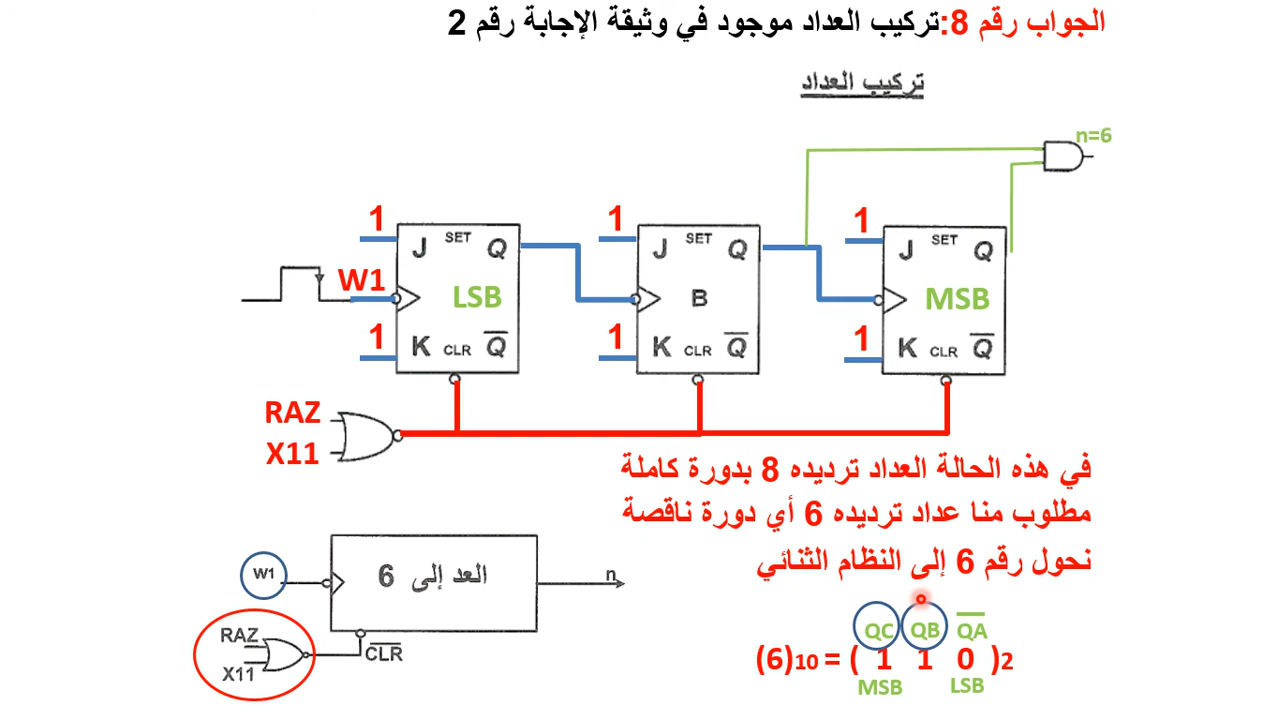 الجواب رقم 8:تركيب العداد موجود في وثيقة الإجابة رقم 2
تركيب العداد
n=6
1 1 1
J SET Q J SET Q J SET Q
W1 LSB B MSB
1 1 1
K CLR Q̅ K CLR Q̅ K CLR Q̅
RAZ
X11
في هذه الحالة العداد ترديده 8 بدورة كاملة
مطلوب منا عداد ترديده 6 أي دورة ناقصة
نحول رقم 6 إلى النظام الثنائي
W1 العد إلى 6 n
RAZ
X11
C̅L̅R̅
QC QB Q̅A̅
(6)10 = ( 1 1 0 )2
MSB LSB